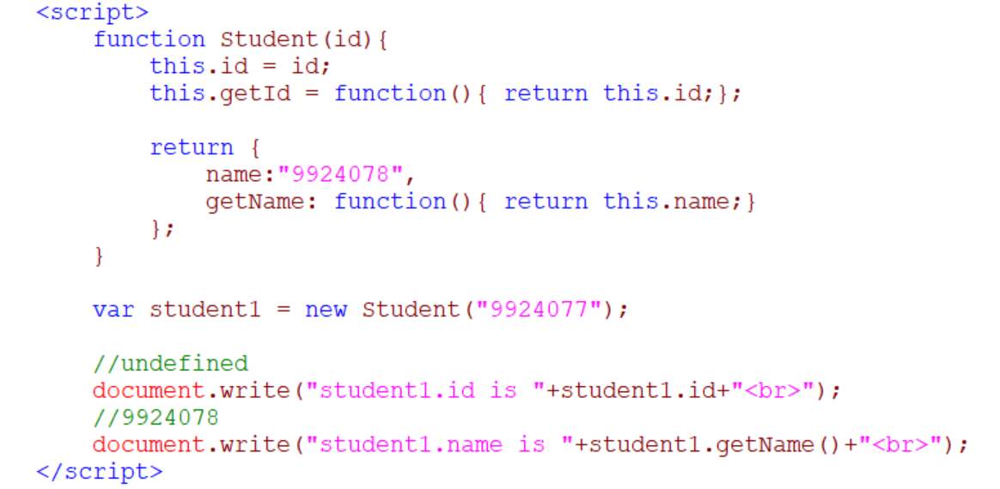 <script>
function Student(id){
this.id = id;
this.getId = function(){ return this.id;};
return {
name:"9924078",
getName: function(){ return this.name;}
};
}
var student1 = new Student("9924077");
//undefined
document.write("student1.id is "+student1.id+"<br>");
//9924078
document.write("student1.name is "+student1.getName()+"<br>");
</script>